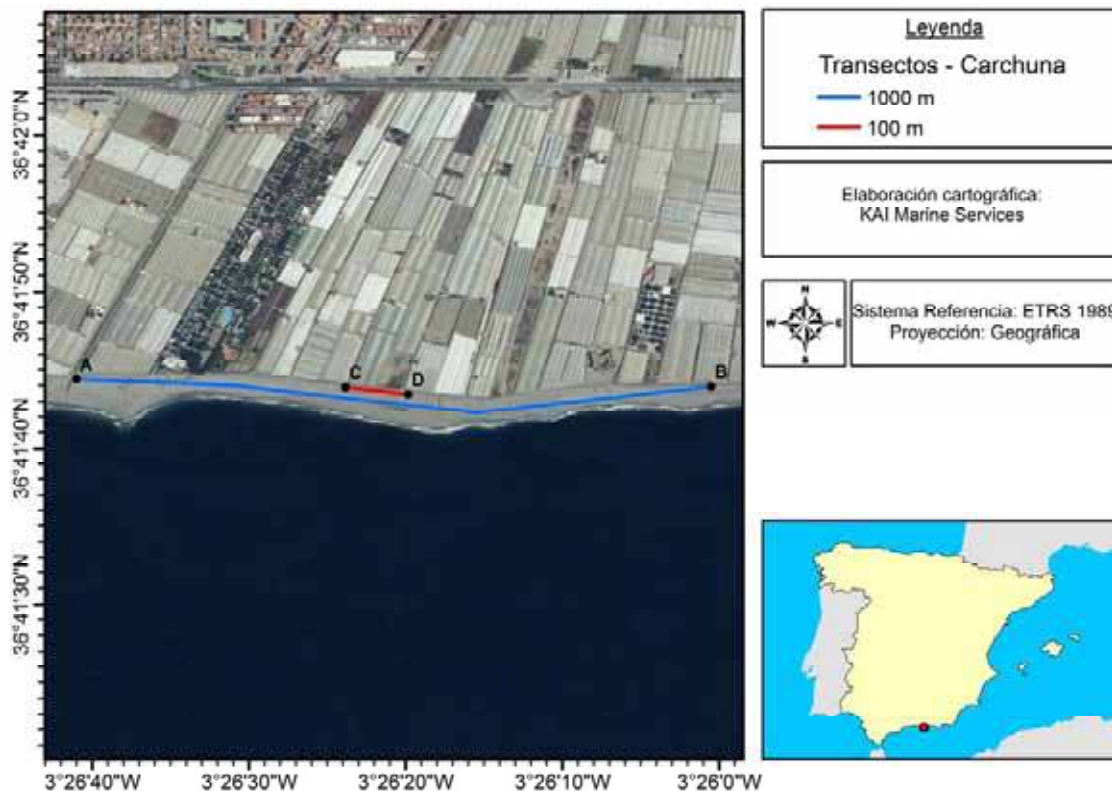 Leyenda
Transectos - Carchuna
1000 m
100 m
Elaboración cartográfica:
KAI Marine Services
N
W
E
S
Sistema Referencia: ETRS 1989
Proyección: Geográfica
36°42'0"N
36°41'50"N
36°41'40"N
36°41'30"N
A
C
D
B
3°26'40"W
3°26'30"W
3°26'20"W
3°26'10"W
3°26'0"W